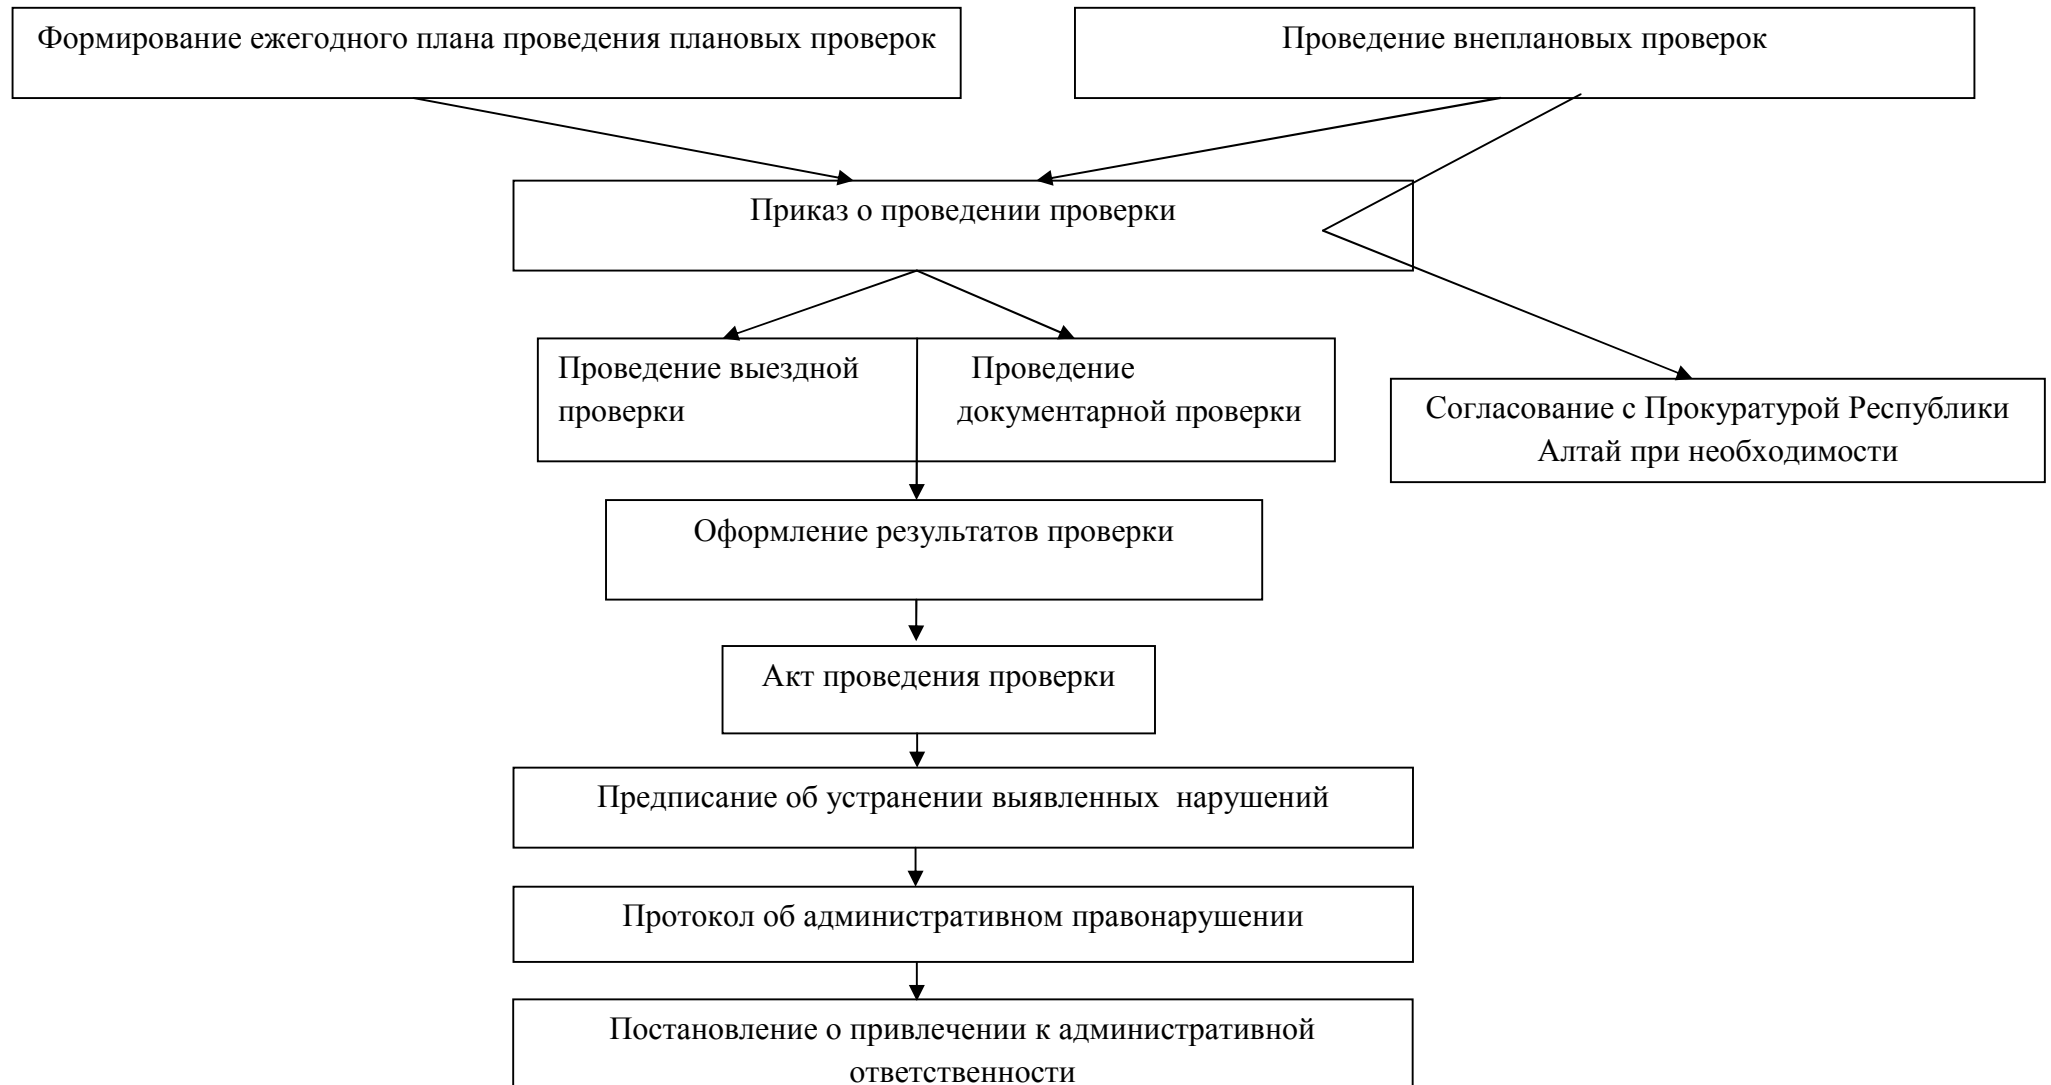 Формирование ежегодного плана проведения плановых проверок
Проведение внеплановых проверок
Приказ о проведении проверки
Проведение выездной
проверки
Проведение
документарной проверки
Согласование с Прокуратурой Республики
Алтай при необходимости
Оформление результатов проверки
Акт проведения проверки
Предписание об устранении выявленных  нарушений
Протокол об административном правонарушении
Постановление о привлечении к административной
ответственности